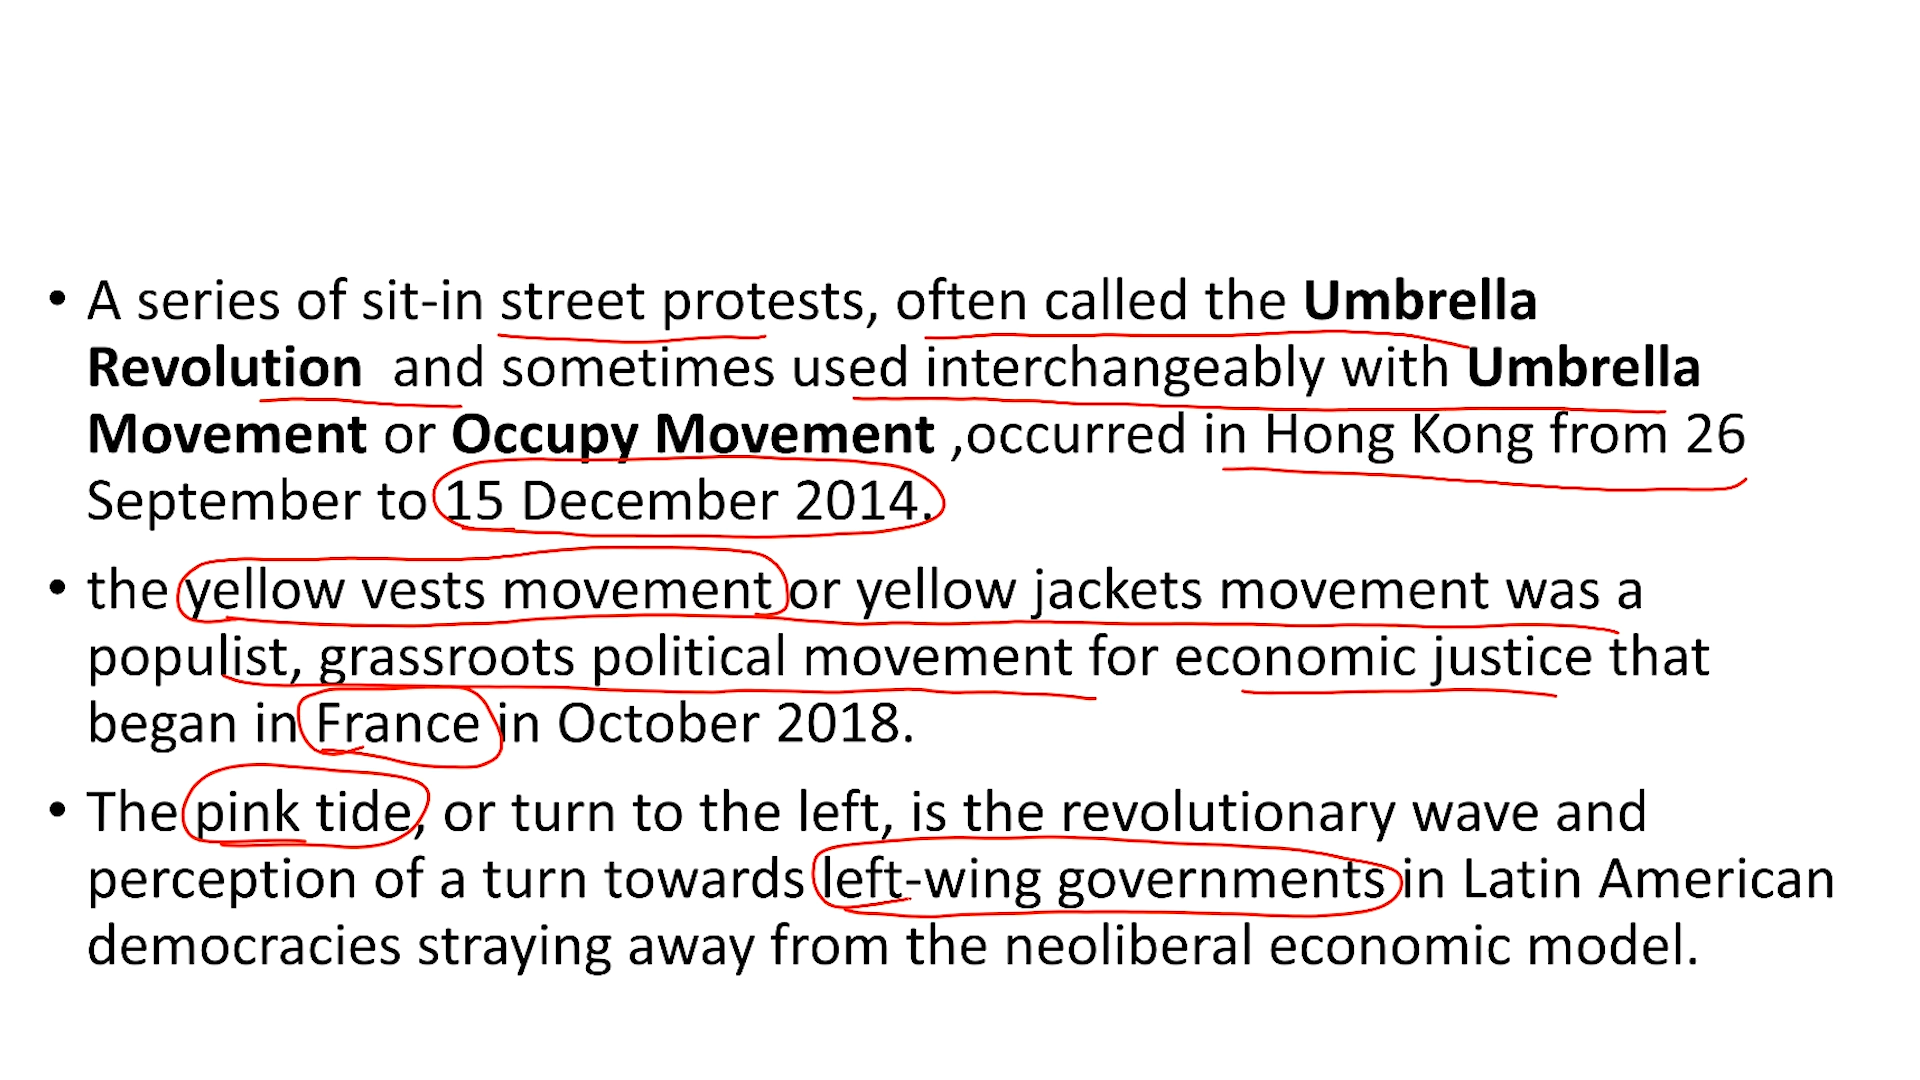 • A series of sit-in street protests, often called the Umbrella
Revolution  and sometimes used interchangeably with Umbrella
Movement or Occupy Movement ,occurred in Hong Kong from 26
September to 15 December 2014.
• the yellow vests movement or yellow jackets movement was a
populist, grassroots political movement for economic justice that
began in France in October 2018.
• The pink tide, or turn to the left, is the revolutionary wave and
perception of a turn towards left-wing governments in Latin American
democracies straying away from the neoliberal economic model.